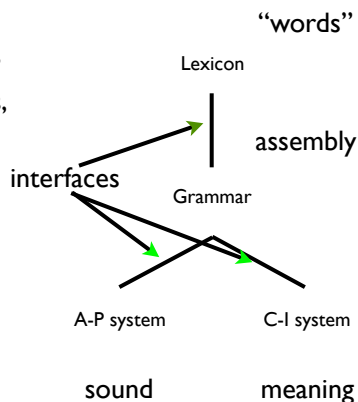 “words”
Lexicon
assembly
interfaces
Grammar
A-P system
C-I system
sound
meaning